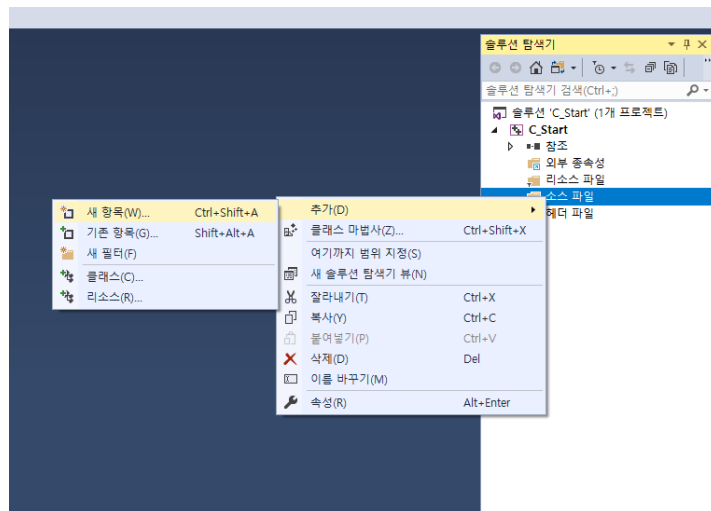 솔루션 탐색기
솔루션 탐색기 검색(Ctrl+;)
솔루션 'C_Start' (1개 프로젝트)
C_Start
참조
외부 종속성
리소스 파일
소스 파일
헤더 파일
추가(D)
클래스 마법사(Z)... Ctrl+Shift+X
여기까지 범위 지정(S)
새 솔루션 탐색기 뷰(N)
잘라내기(T) Ctrl+X
복사(Y) Ctrl+C
붙여넣기(P) Ctrl+V
삭제(D) Del
이름 바꾸기(M)
속성(R) Alt+Enter
새 항목(W)... Ctrl+Shift+A
기존 항목(G)... Shift+Alt+A
새 필터(F)
클래스(C)...
리소스(R)...